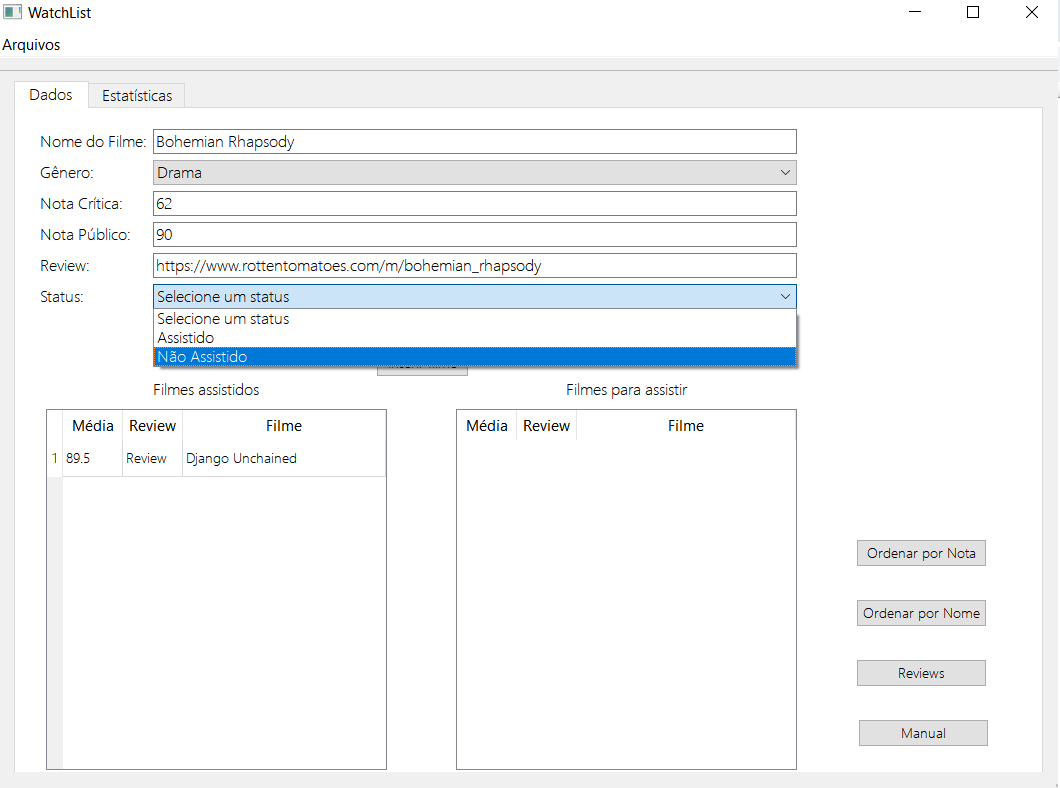 WatchList
Arquivos
Dados Estatísticas
Nome do Filme: Bohemian Rhapsody
Gênero: Drama
Nota Crítica: 62
Nota Público: 90
Review: https://www.rottentomatoes.com/m/bohemian_rhapsody
Status: Selecione um status
Selecione um status
Assistido
Não Assistido
Filmes assistidos Filmes para assistir
Média Review Filme Média Review Filme
1 89.5 Review Django Unchained
Ordenar por Nota
Ordenar por Nome
Reviews
Manual